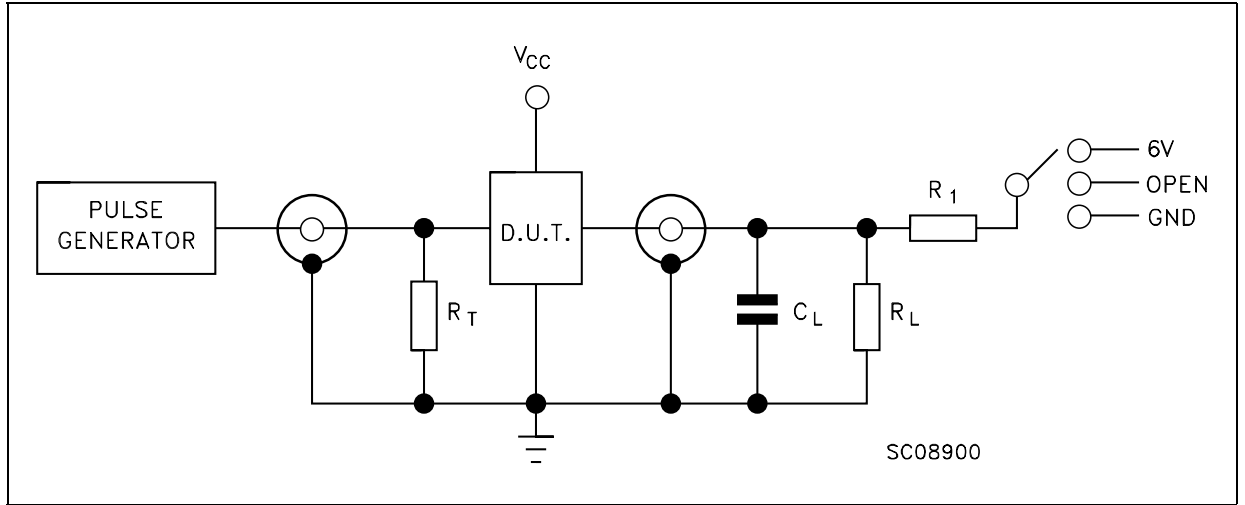 VCC
PULSE
GENERATOR
D.U.T.
RT
CL
RL
R1
6V
OPEN
GND
SC08900